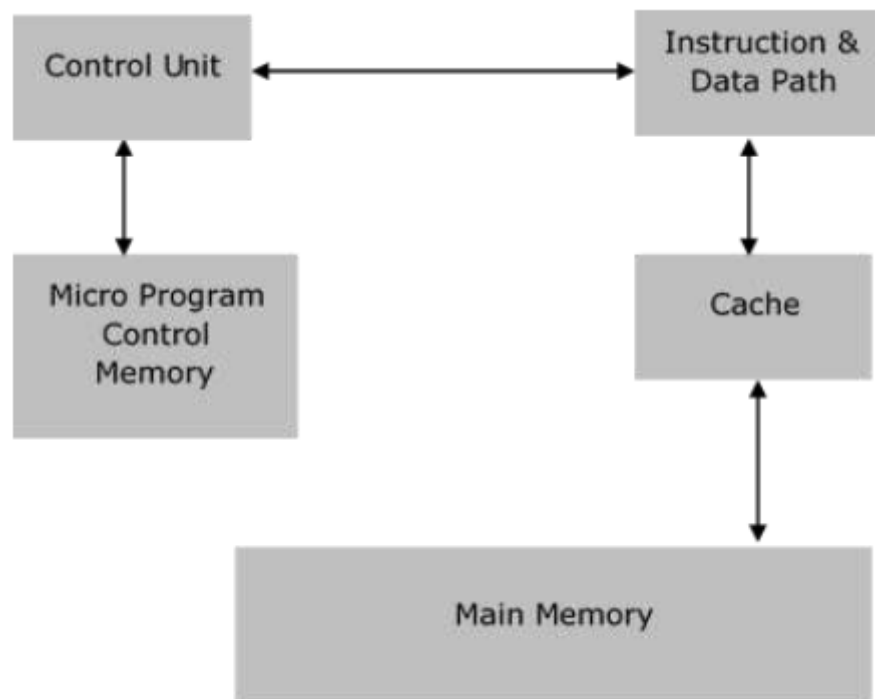 Control Unit
Instruction &
Data Path
Micro Program
Control
Memory
Cache
Main Memory